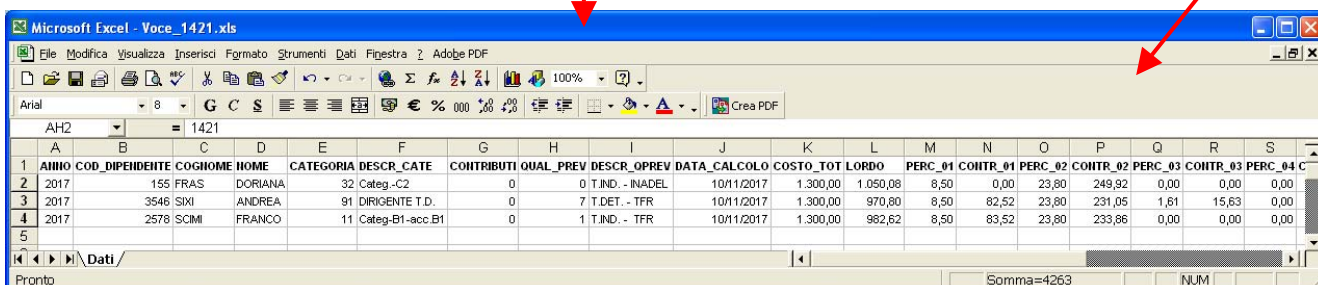 Microsoft Excel - Voce_1421.xls
File Modifica Visualizza Inserisci Formato Strumenti Dati Finestra ? Adobe PDF
100%
Arial 8 G C S € % 000 Crea PDF
AH2 = 1421
A B C D E F G H I J K L M N O P Q R S
1 ANNO COD_DIPENDENTE COGNOME NOME CATEGORIA DESCR_CATE CONTRIBUTI QUAL_PREV DESCR_QPREV DATA_CALCOLO COSTO_TOT LORDO PERC_01 CONTR_01 PERC_02 CONTR_02 PERC_03 CONTR_03 PERC_04 C
2 2017 155 FRAS DORIANA 32 Categ.-C2 0 0 T.IND. - INADEL 10/11/2017 1.300,00 1.050,08 8,50 0,00 23,80 249,92 0,00 0,00 0,00
3 2017 3546 SIXI ANDREA 91 DIRIGENTE T.D. 0 7 T.DET. - TFR 10/11/2017 1.300,00 970,80 8,50 82,52 23,80 231,05 1,61 15,63 0,00
4 2017 2578 SCIMI FRANCO 11 Categ-B1-acc.B1 0 1 T.IND. - TFR 10/11/2017 1.300,00 982,62 8,50 83,52 23,80 233,86 0,00 0,00 0,00
5
Dati
Pronto Somma=4263 NUM